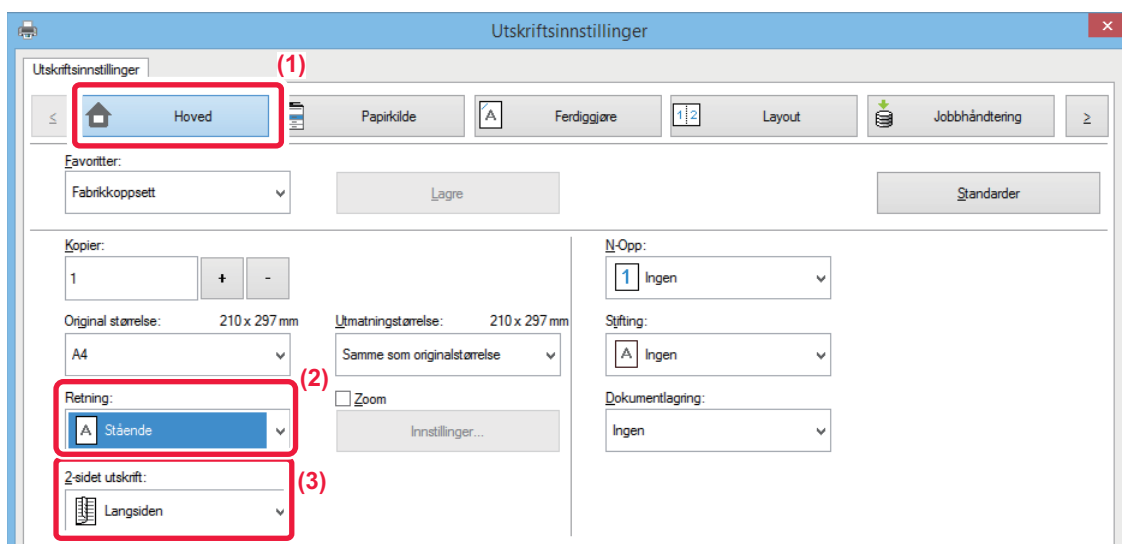 Utskriftsinnstillinger
Utskriftsinnstillinger
(1)
≤ Hoved Papirkilde Ferdiggjøre Layout Jobbhåndtering ≥
Favoritter:
Fabrikkoppsett Lagre Standarder
Kopier: N-Opp:
1 + - 1 Ingen
Original størrelse: 210 x 297 mm Utmatningstørrelse: 210 x 297 mm Stifting:
A4 Samme som originalstørrelse A Ingen
(2)
Retning: Zoom Dokumentlagring:
A Stående Innstillinger... Ingen
2-sidet utskrift: (3)
Langsiden